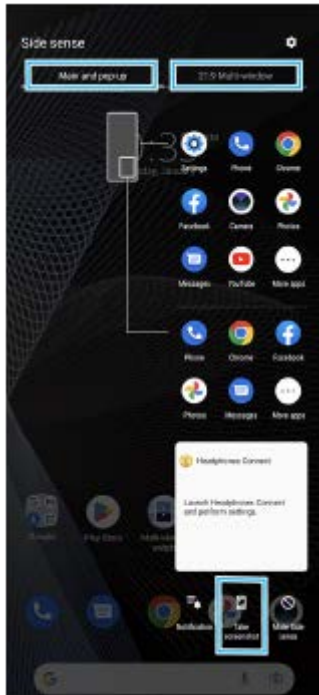 Side sense
Main and pop-up
21:9 Multi-window
Settings
Phone
Chrome
Facebook
Camera
Photos
Messages
YouTube
More apps
Phone
Chrome
Facebook
Photos
Messages
More apps
Headphones Connect
Launch Headphones Connect
and perform settings.
Play Store
Notification
Take
screenshot
Hide Side
sense